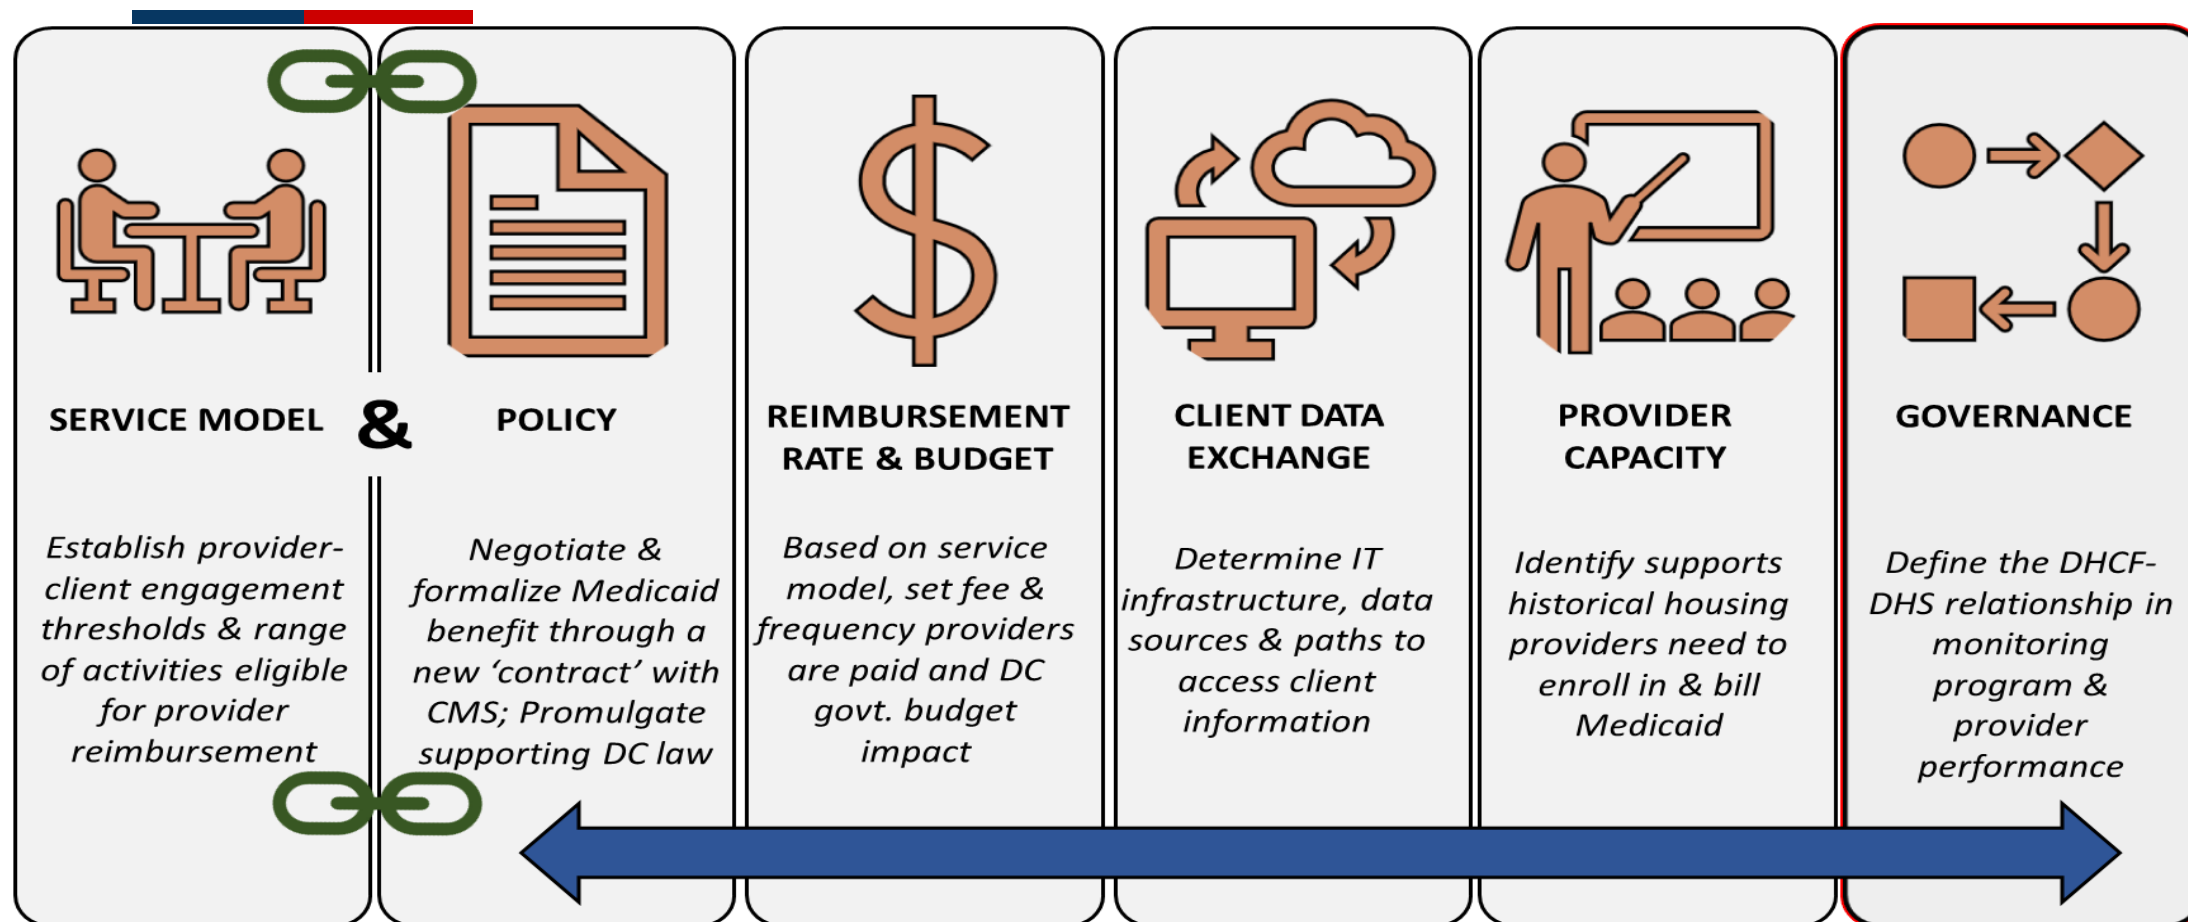 SERVICE MODEL
Establish provider-
client engagement
thresholds & range
of activities eligible
for provider
reimbursement
&
POLICY
Negotiate &
formalize Medicaid
benefit through a
new ‘contract’ with
CMS; Promulgate
supporting DC law
REIMBURSEMENT
RATE & BUDGET
Based on service
model, set fee &
frequency providers
are paid and DC
govt. budget
impact
CLIENT DATA
EXCHANGE
Determine IT
infrastructure, data
sources & paths to
access client
information
PROVIDER
CAPACITY
Identify supports
historical housing
providers need to
enroll in & bill
Medicaid
GOVERNANCE
Define the DHCF-
DHS relationship in
monitoring
program &
provider
performance